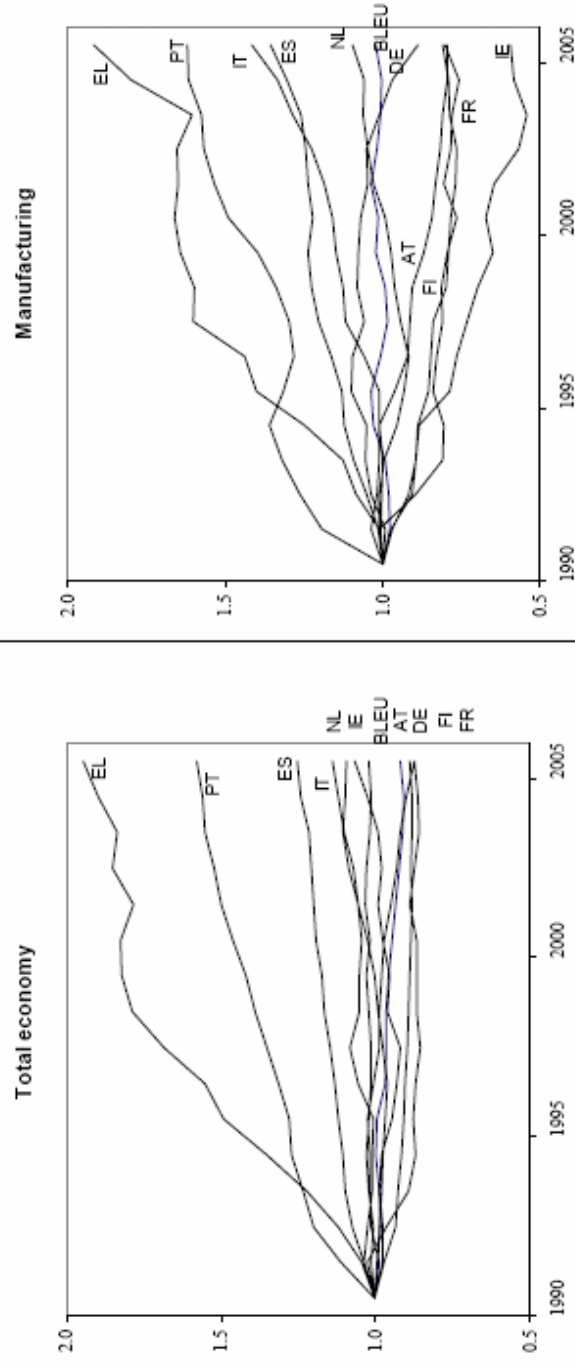 Total economy
2.0
1.5
1.0
0.5
1990
1995
2000
2005
EL
PT
ES
IT
NL
IE
BLEU
AT
DE
FI
FR
Manufacturing
2.0
1.5
1.0
0.5
1990
1995
2000
2005
EL
PT
IT
ES
NL
BLEU
DE
AT
FI
FR
IE